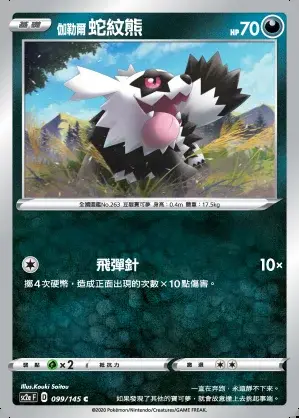 基礎 伽勒爾 蛇紋熊 HP70
全國圖鑑No.263 豆狸寶可夢 身高：0.4m 體重：17.5kg
飛彈針 10×
擲4次硬幣，造成正面出現的次數×10點傷害。
弱點 ×2 抵抗力 撤退
Illus.Kouki Saitou
sc2a F D 099/145 C
一直在奔跑，永遠靜不下來。
如果發現了其他的寶可夢，就會故意撞上去挑起事端。
©2020 Pokémon/Nintendo/Creatures/GAME FREAK.